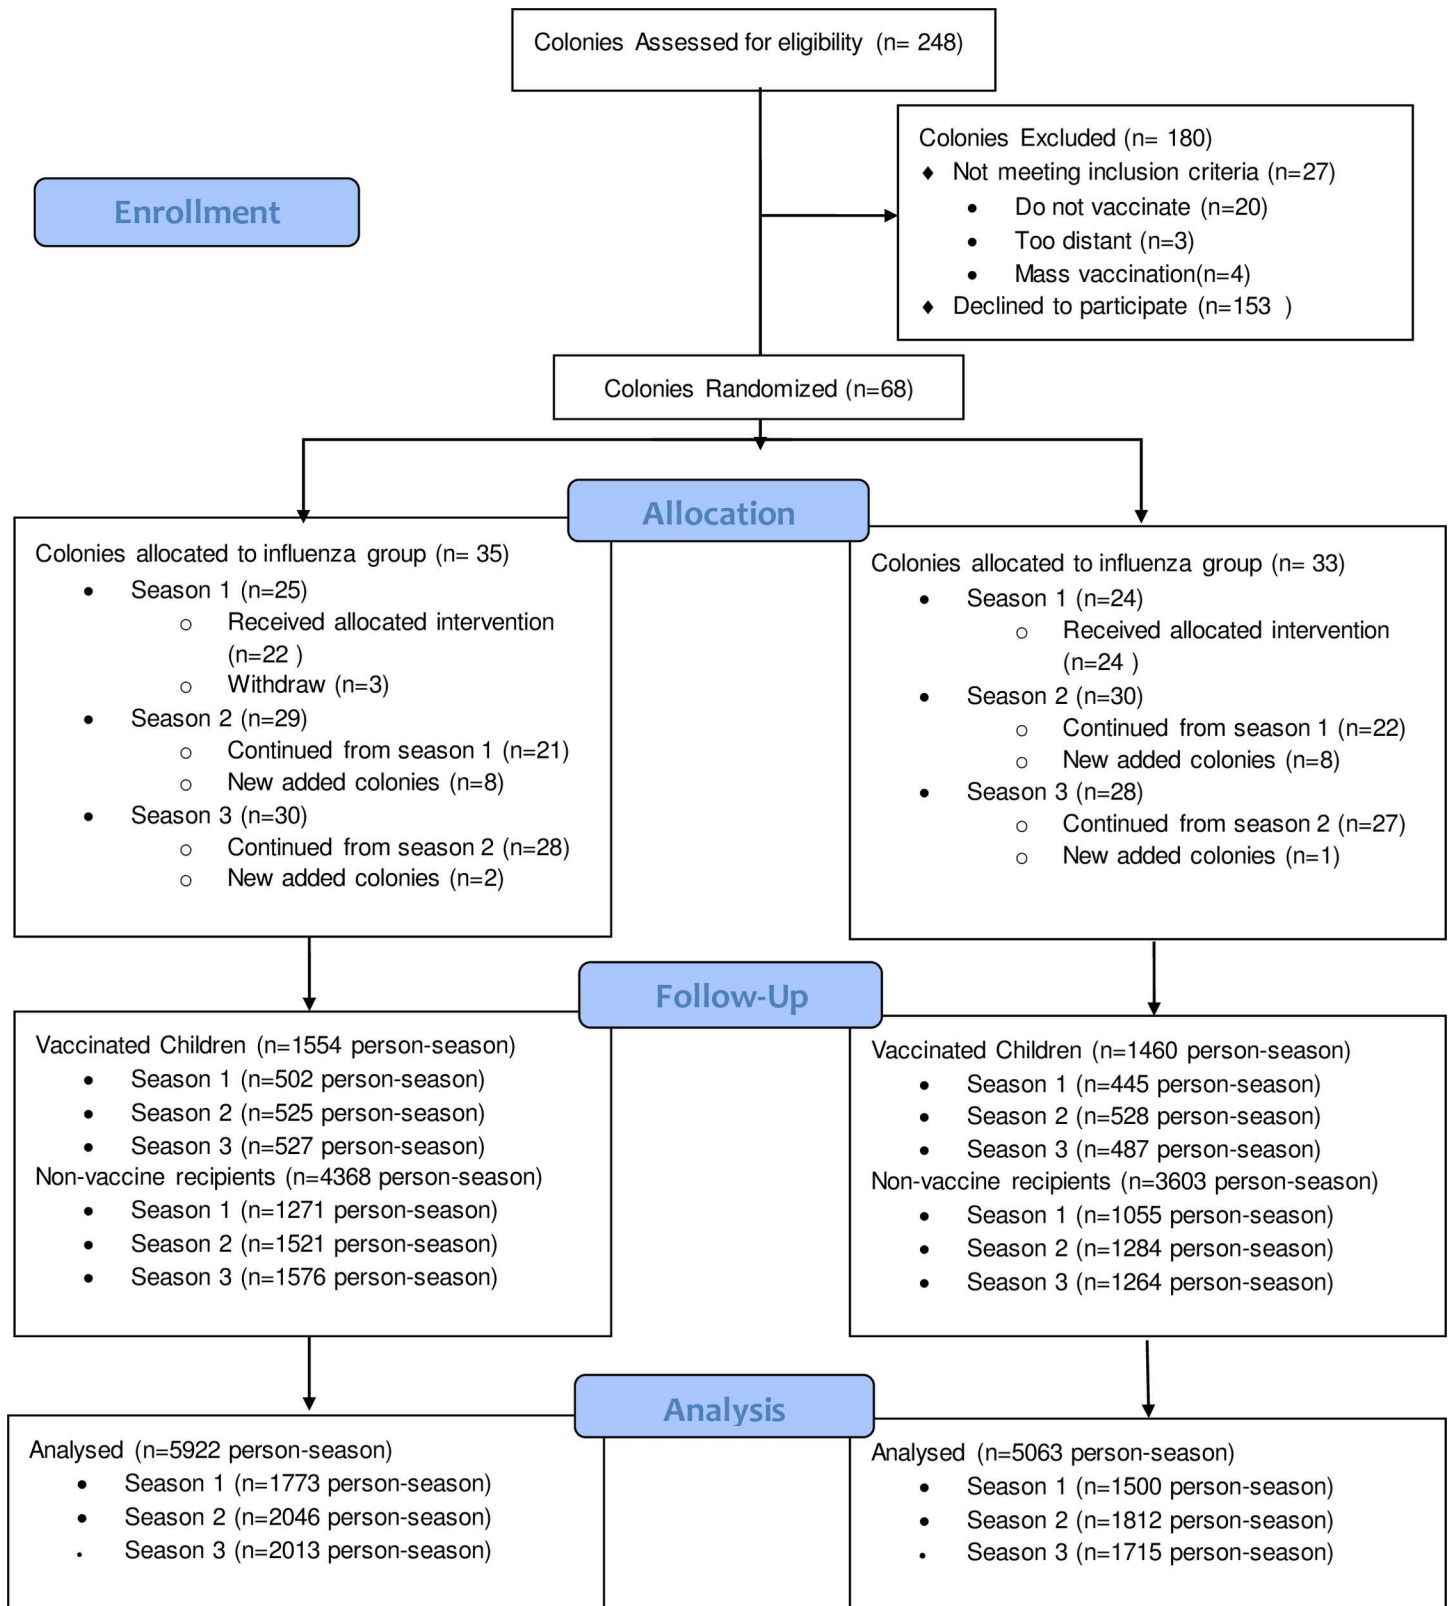 Colonies Assessed for eligibility (n= 248)
Colonies Excluded (n= 180)
♦ Not meeting inclusion criteria (n=27)
• Do not vaccinate (n=20)
• Too distant (n=3)
• Mass vaccination(n=4)
♦ Declined to participate (n=153 )
Enrollment
Colonies Randomized (n=68)
Allocation
Colonies allocated to influenza group (n= 35)
• Season 1 (n=25)
o Received allocated intervention
(n=22 )
o Withdraw (n=3)
• Season 2 (n=29)
o Continued from season 1 (n=21)
o New added colonies (n=8)
• Season 3 (n=30)
o Continued from season 2 (n=28)
o New added colonies (n=2)
Colonies allocated to influenza group (n= 33)
• Season 1 (n=24)
o Received allocated intervention
(n=24 )
• Season 2 (n=30)
o Continued from season 1 (n=22)
o New added colonies (n=8)
• Season 3 (n=28)
o Continued from season 2 (n=27)
o New added colonies (n=1)
Follow-Up
Vaccinated Children (n=1554 person-season)
• Season 1 (n=502 person-season)
• Season 2 (n=525 person-season)
• Season 3 (n=527 person-season)
Non-vaccine recipients (n=4368 person-season)
• Season 1 (n=1271 person-season)
• Season 2 (n=1521 person-season)
• Season 3 (n=1576 person-season)
Vaccinated Children (n=1460 person-season)
• Season 1 (n=445 person-season)
• Season 2 (n=528 person-season)
• Season 3 (n=487 person-season)
Non-vaccine recipients (n=3603 person-season)
• Season 1 (n=1055 person-season)
• Season 2 (n=1284 person-season)
• Season 3 (n=1264 person-season)
Analysis
Analysed (n=5922 person-season)
• Season 1 (n=1773 person-season)
• Season 2 (n=2046 person-season)
• Season 3 (n=2013 person-season)
Analysed (n=5063 person-season)
• Season 1 (n=1500 person-season)
• Season 2 (n=1812 person-season)
• Season 3 (n=1715 person-season)